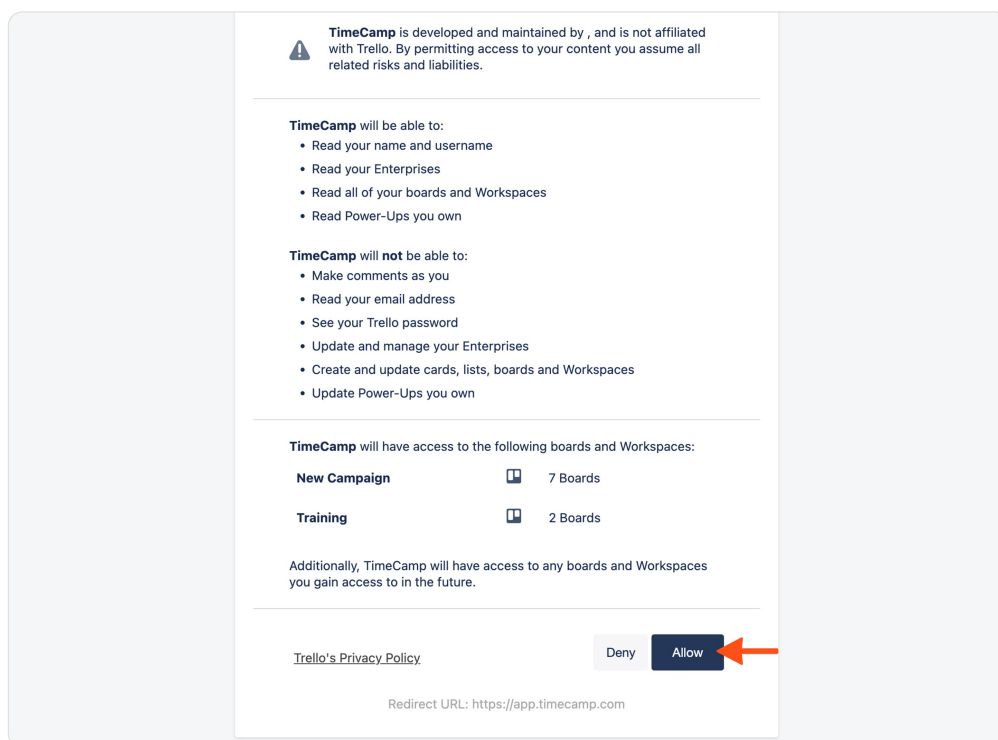 TimeCamp is developed and maintained by , and is not affiliated
with Trello. By permitting access to your content you assume all
related risks and liabilities.
TimeCamp will be able to:
• Read your name and username
• Read your Enterprises
• Read all of your boards and Workspaces
• Read Power-Ups you own
TimeCamp will not be able to:
• Make comments as you
• Read your email address
• See your Trello password
• Update and manage your Enterprises
• Create and update cards, lists, boards and Workspaces
• Update Power-Ups you own
TimeCamp will have access to the following boards and Workspaces:
New Campaign 7 Boards
Training 2 Boards
Additionally, TimeCamp will have access to any boards and Workspaces
you gain access to in the future.
Trello's Privacy Policy Deny Allow
Redirect URL: https://app.timecamp.com